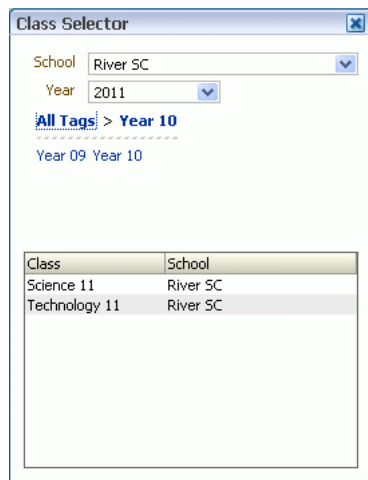 Class Selector
School River SC
Year 2011
All Tags > Year 10
Year 09 Year 10
Class School
Science 11 River SC
Technology 11 River SC